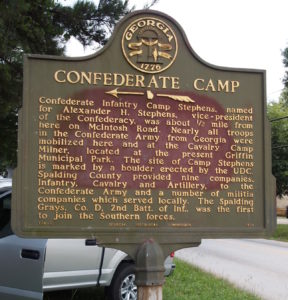 GEORGIA
1776
CONFEDERATE CAMP
Confederate Infantry Camp Stephens, named
for Alexander H. Stephens, vice-president
of the Confederacy, was about ½ mile from
here on McIntosh Road. Nearly all troops
in the Confederate Army from Georgia were
mobilized here and at the Cavalry Camp
Milner, located at the present Griffin
Municipal Park. The site of Camp Stephens
is marked by a boulder erected by the UDC.
Spalding County provided nine companies,
Infantry, Cavalry and Artillery, to the
Confederate Army and a number of militia
companies which served locally. The Spalding
Grays, Co. D, 2nd Batt. of Inf., was the first
to join the Southern forces.